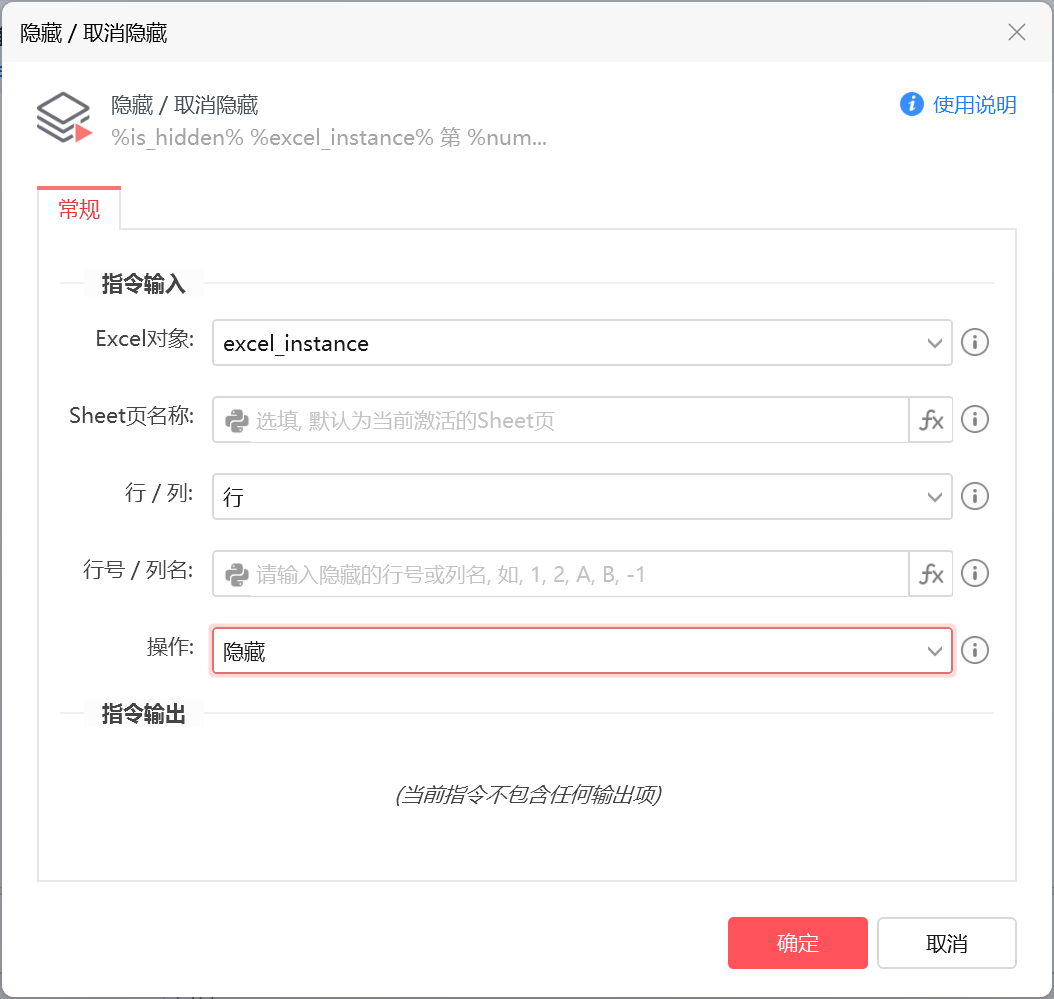 隐藏 / 取消隐藏
隐藏 / 取消隐藏
使用说明
%is_hidden% %excel_instance% 第 %num...
常规
指令输入
Excel对象: excel_instance
Sheet页名称: 选填, 默认为当前激活的Sheet页 fx
行 / 列: 行
行号 / 列名: 请输入隐藏的行号或列名, 如, 1, 2, A, B, -1 fx
操作: 隐藏
指令输出
(当前指令不包含任何输出项)
确定 取消